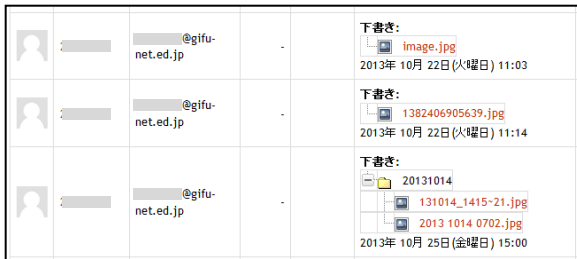 @gifu-
net.ed.jp
-
下書き:
image.jpg
2013年 10月 22日(火曜日) 11:03
@gifu-
net.ed.jp
-
下書き:
1382406905639.jpg
2013年 10月 22日(火曜日) 11:14
@gifu-
net.ed.jp
-
下書き:
20131014
131014_1415~21.jpg
2013 1014 0702.jpg
2013年 10月 25日(金曜日) 15:00